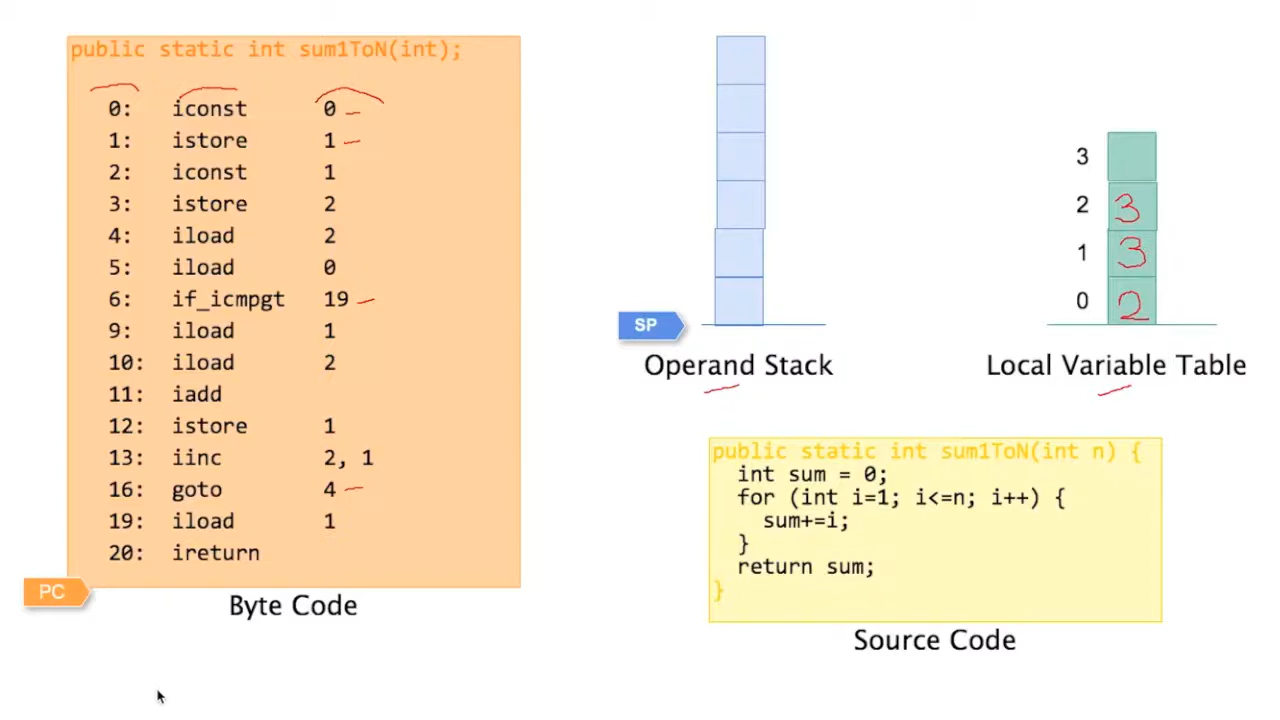 public static int sum1ToN(int);
0: iconst 0
1: istore 1
2: iconst 1
3: istore 2
4: iload 2
5: iload 0
6: if_icmpgt 19
9: iload 1
10: iload 2
11: iadd
12: istore 1
13: iinc 2, 1
16: goto 4
19: iload 1
20: ireturn
PC
Byte Code
SP
Operand Stack
3
2 3
1 3
0 2
Local Variable Table
public static int sum1ToN(int n) {
int sum = 0;
for (int i=1; i<=n; i++) {
sum+=i;
}
return sum;
}
Source Code